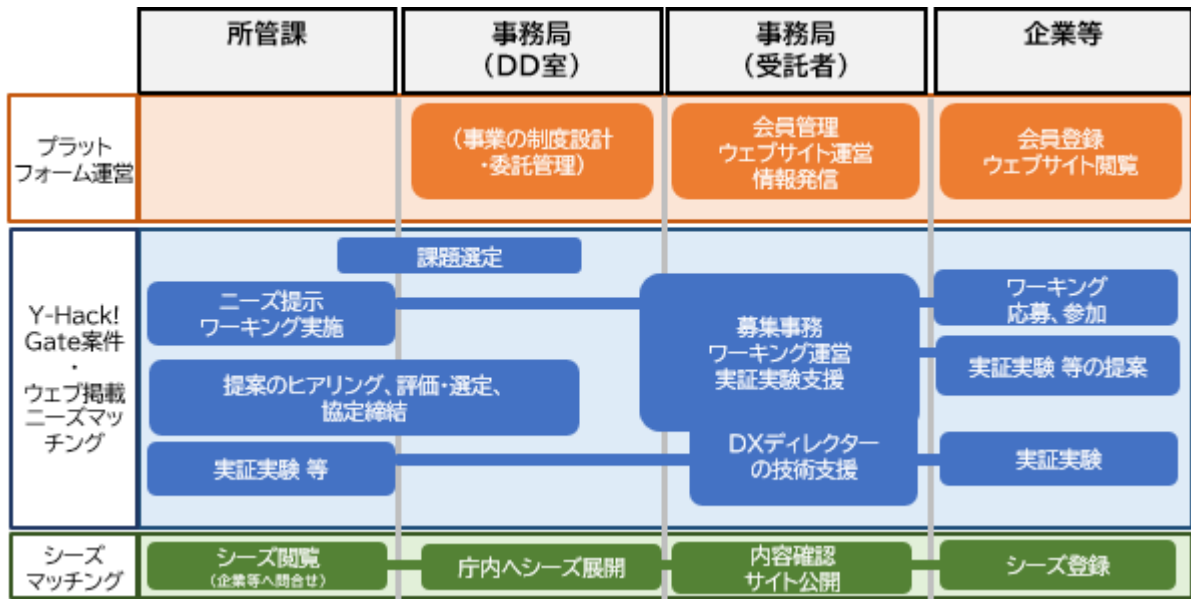 所管課
事務局
（DD室）
事務局
（受託者）
企業等
プラット
フォーム運営
（事業の制度設計
・委託管理）
会員管理
ウェブサイト運営
情報発信
会員登録
ウェブサイト閲覧
Y-Hack!
Gate案件
・
ウェブ掲載
ニーズマッ
チング
課題選定
ニーズ提示
ワーキング実施
募集事務
ワーキング運営
実証実験支援
ワーキング
応募、参加
実証実験 等の提案
提案のヒアリング、評価・選定、
協定締結
実証実験 等
DXディレクター
の技術支援
実証実験
シーズ
マッチング
シーズ閲覧
（企業等へ問合せ）
庁内へシーズ展開
内容確認
サイト公開
シーズ登録